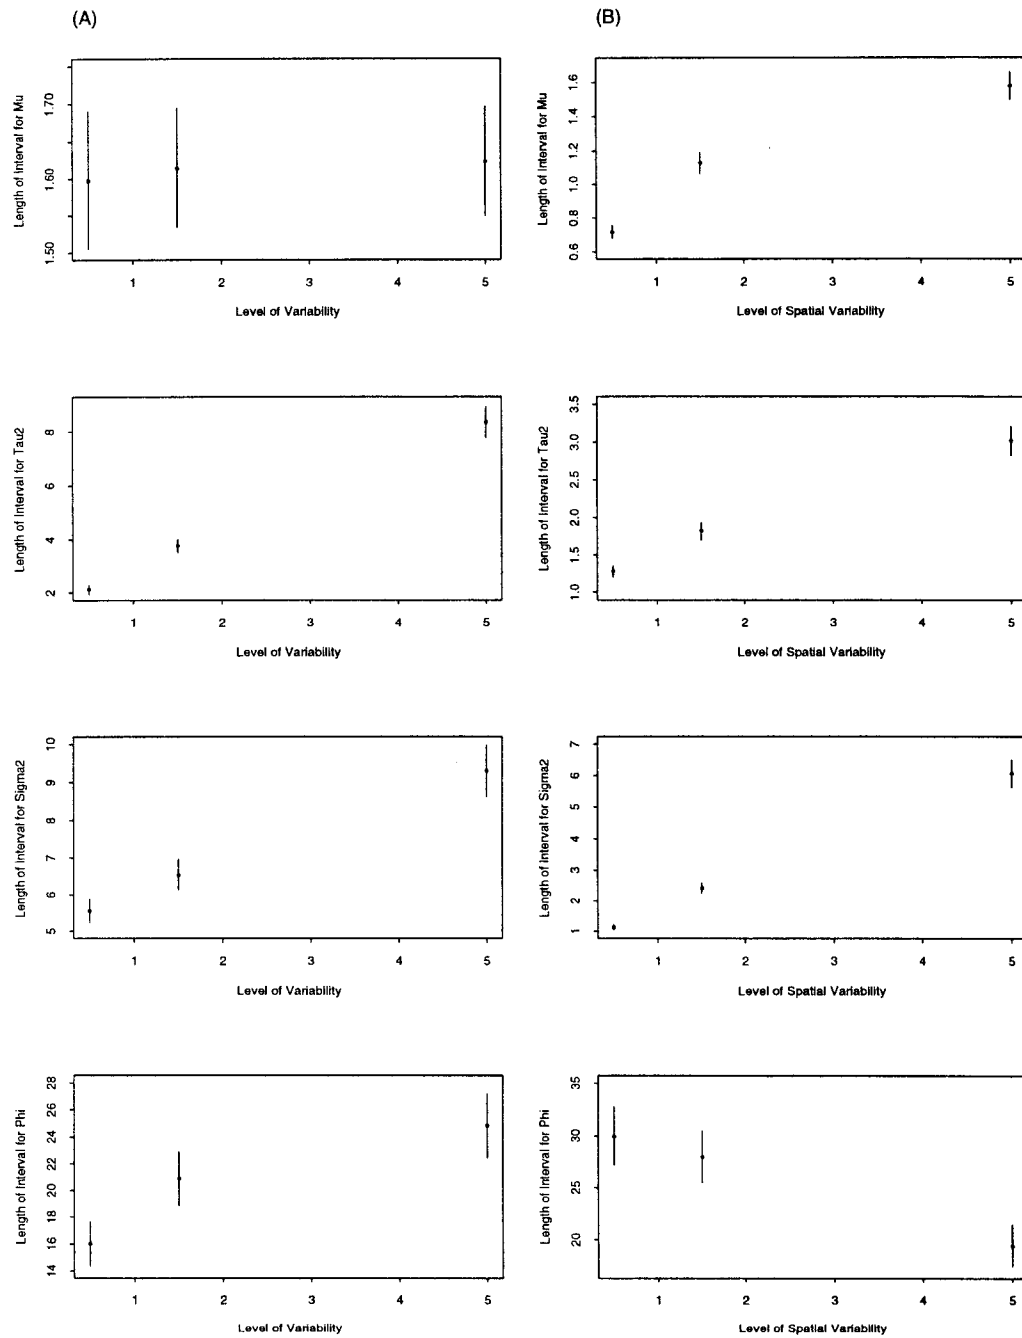 (A)
(B)
Length of Interval for Mu
1.50 1.60 1.70
1 2 3 4 5
Level of Variability
Length of Interval for Mu
0.6 0.8 1.0 1.2 1.4 1.6
1 2 3 4 5
Level of Spatial Variability
Length of Interval for Tau2
2 4 6 8
1 2 3 4 5
Level of Variability
Length of Interval for Tau2
1.0 1.5 2.0 2.5 3.0 3.5
1 2 3 4 5
Level of Spatial Variability
Length of Interval for Sigma2
5 6 7 8 9 10
1 2 3 4 5
Level of Variability
Length of Interval for Sigma2
1 2 3 4 5 6 7
1 2 3 4 5
Level of Spatial Variability
Length of Interval for Phi
14 16 18 20 22 24 26 28
1 2 3 4 5
Level of Variability
Length of Interval for Phi
20 25 30 35
1 2 3 4 5
Level of Spatial Variability